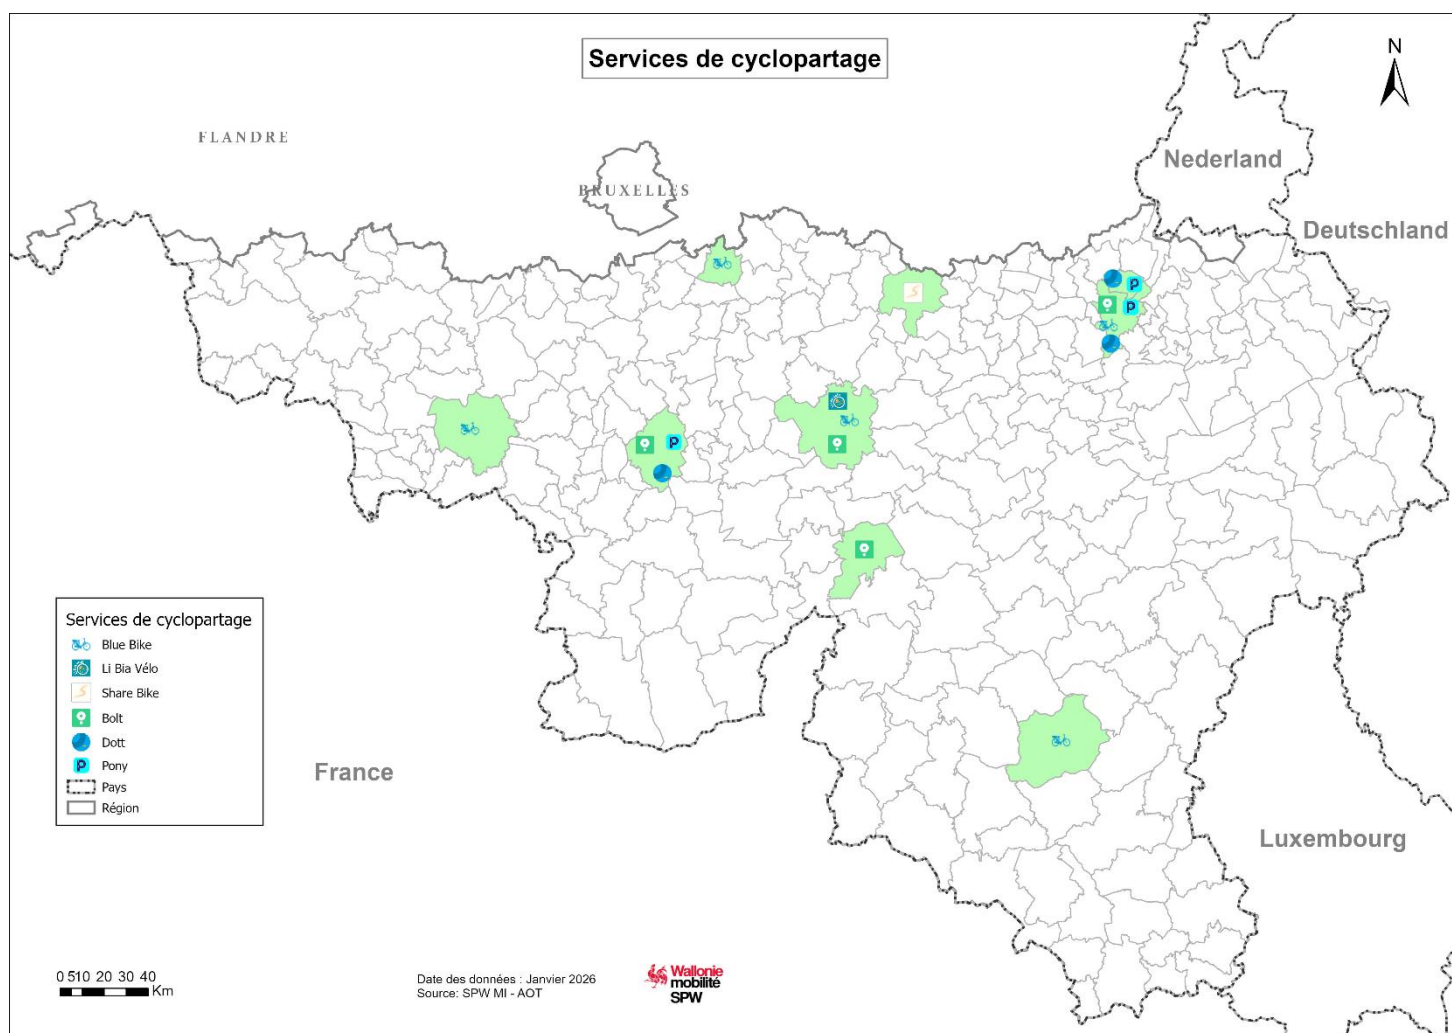 Services de cyclopartage
N
FLANDRE
BRUXELLES
Nederland
Deutschland
France
Luxembourg
Services de cyclopartage
Blue Bike
Li Bia Vélo
Share Bike
Bolt
Dott
Pony
Pays
Région
0 510 20 30 40
Km
Date des données : Janvier 2026
Source: SPW MI - AOT
Wallonie
mobilité
SPW